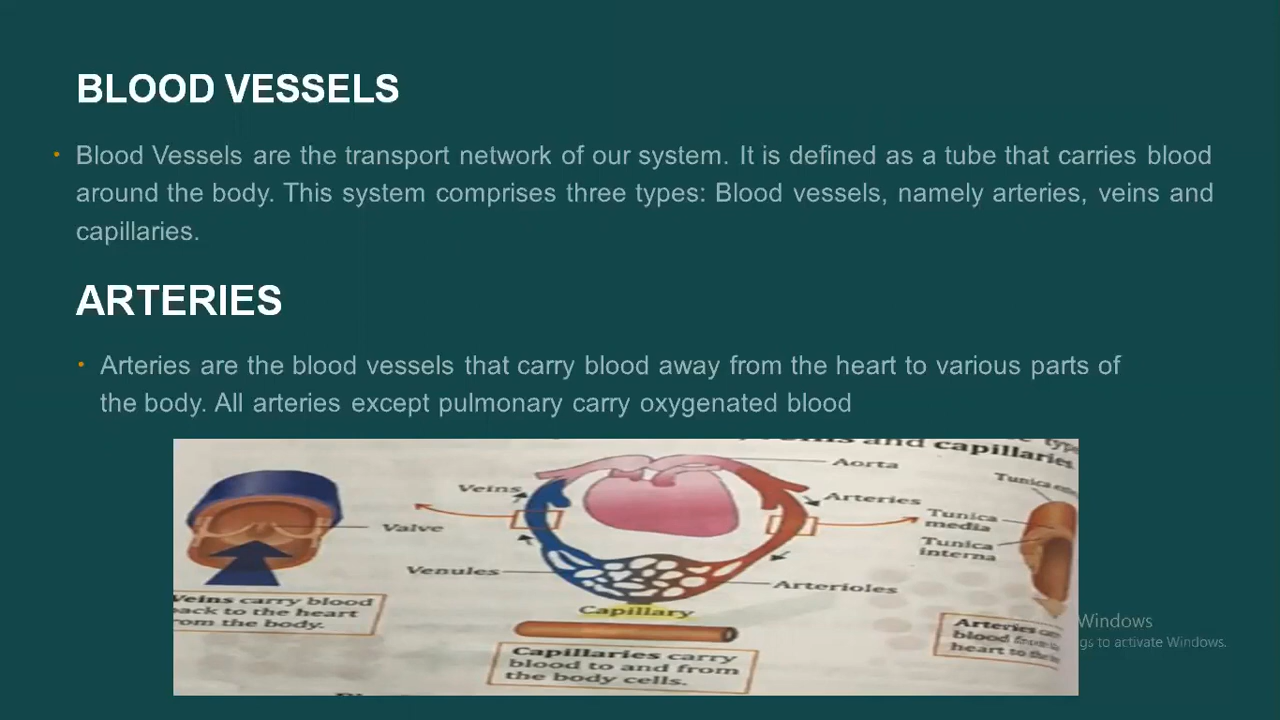 BLOOD VESSELS
• Blood Vessels are the transport network of our system. It is defined as a tube that carries blood
around the body. This system comprises three types: Blood vessels, namely arteries, veins and
capillaries.
ARTERIES
• Arteries are the blood vessels that carry blood away from the heart to various parts of
the body. All arteries except pulmonary carry oxygenated blood
and capillaries
Aorta
Veins
Arteries
Valve
Tunica
Tunica
media
Tunica
interna
Venules
Arterioles
Capillary
Veins carry blood
back to the heart
from the body.
Capillaries carry
blood to and from
the body cells.
Arteries
blood from
heart to
Windows
gs to activate Windows.